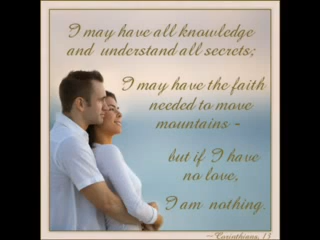 I may have all knowledge
and understand all secrets;
I may have the faith
needed to move
mountains -
but if I have
no love,
I am nothing.
~Corinthians, 13